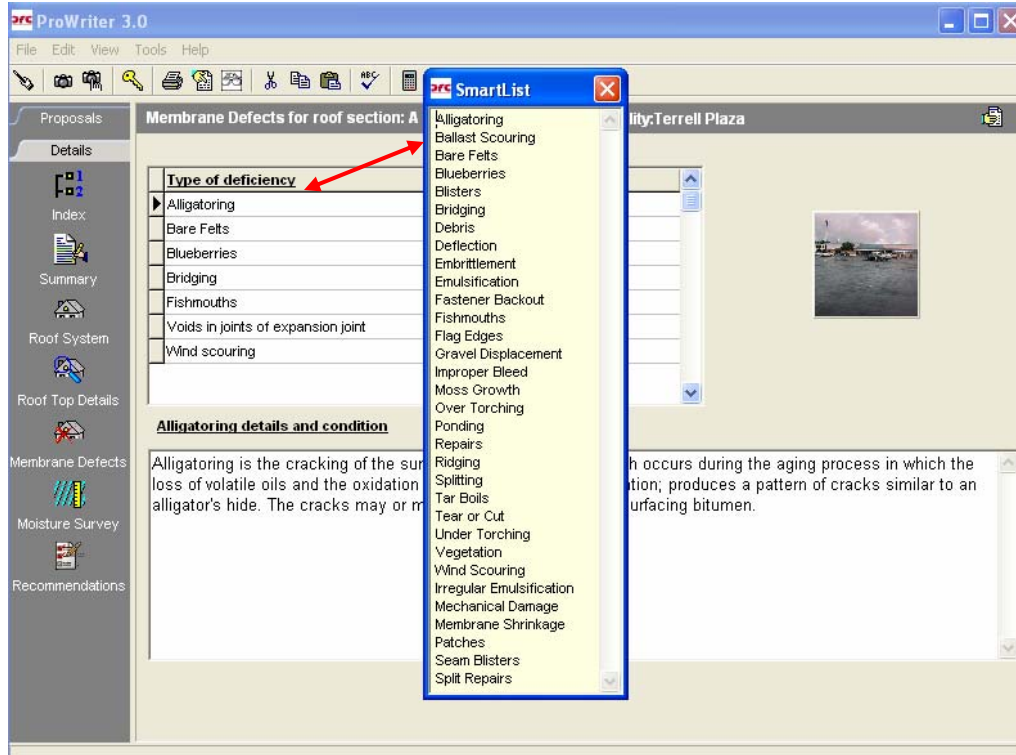 prc ProWriter 3.0
File Edit View Tools Help
ABC
Proposals
Details
1
2
Index
Summary
Roof System
Roof Top Details
Membrane Defects
Moisture Survey
Recommendations
Membrane Defects for roof section: A
lity:Terrell Plaza
Type of deficiency
Alligatoring
Bare Felts
Blueberries
Bridging
Fishmouths
Voids in joints of expansion joint
Wind scouring
Alligatoring details and condition
Alligatoring is the cracking of the sur h occurs during the aging process in which the
loss of volatile oils and the oxidation tion; produces a pattern of cracks similar to an
alligator's hide. The cracks may or m urfacing bitumen.
prc SmartList
Alligatoring
Ballast Scouring
Bare Felts
Blueberries
Blisters
Bridging
Debris
Deflection
Embrittlement
Emulsification
Fastener Backout
Fishmouths
Flag Edges
Gravel Displacement
Improper Bleed
Moss Growth
Over Torching
Ponding
Repairs
Ridging
Splitting
Tar Boils
Tear or Cut
Under Torching
Vegetation
Wind Scouring
Irregular Emulsification
Mechanical Damage
Membrane Shrinkage
Patches
Seam Blisters
Split Repairs